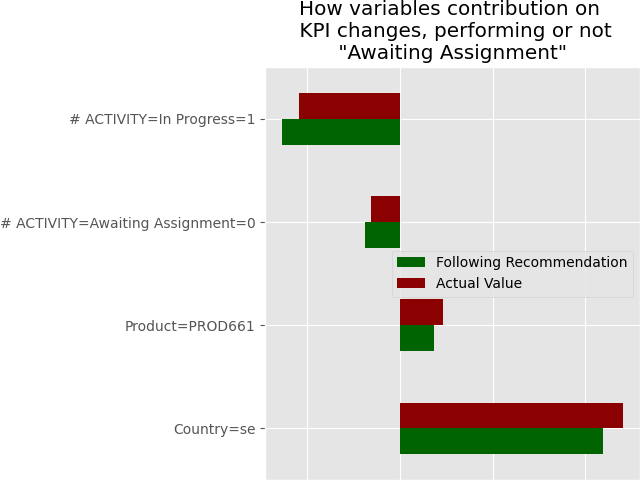 How variables contribution on
KPI changes, performing or not
"Awaiting Assignment"
# ACTIVITY=In Progress=1
# ACTIVITY=Awaiting Assignment=0
Following Recommendation
Actual Value
Product=PROD661
Country=se